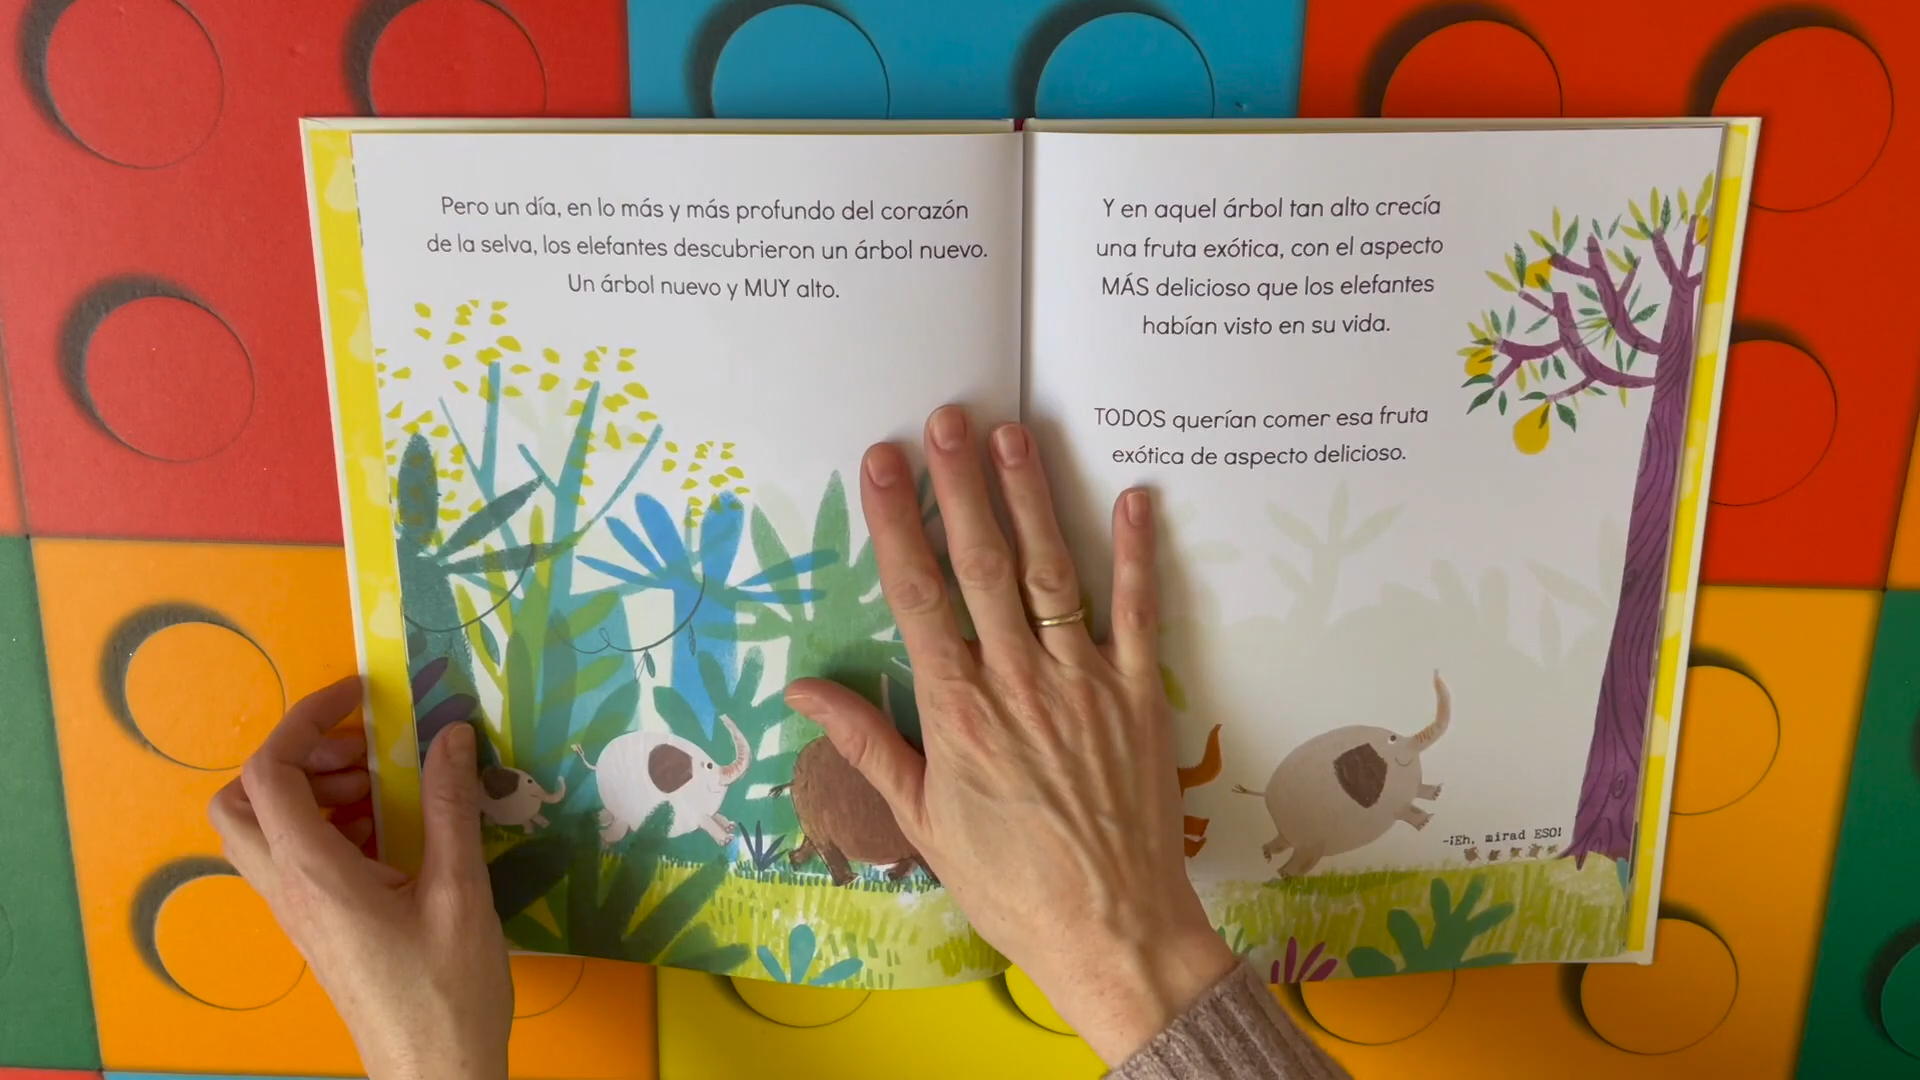 Pero un día, en lo más y más profundo del corazón
de la selva, los elefantes descubrieron un árbol nuevo.
Un árbol nuevo y MUY alto.
Y en aquel árbol tan alto crecía
una fruta exótica, con el aspecto
MÁS delicioso que los elefantes
habían visto en su vida.
TODOS querían comer esa fruta
exótica de aspecto delicioso.
-¡Eh, mirad ESO!